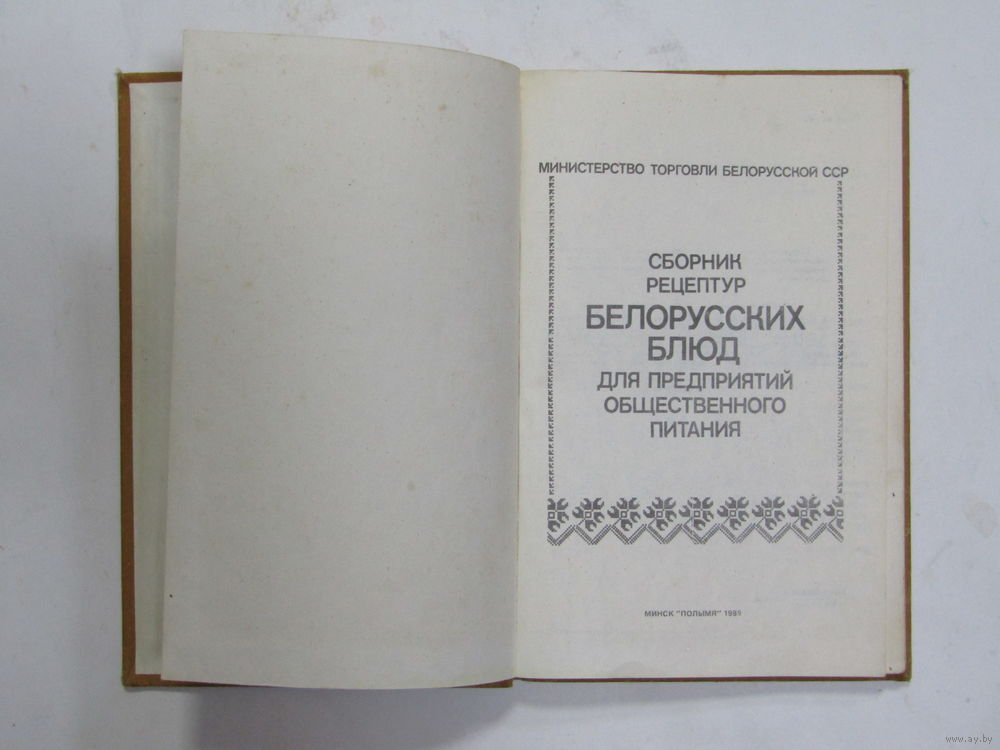 МИНИСТЕРСТВО ТОРГОВЛИ БЕЛОРУССКОЙ ССР
СБОРНИК
РЕЦЕПТУР
БЕЛОРУССКИХ
БЛЮД
ДЛЯ ПРЕДПРИЯТИЙ
ОБЩЕСТВЕННОГО
ПИТАНИЯ
МИНСК "ПОЛЫМЯ" 1989
www.ay.by